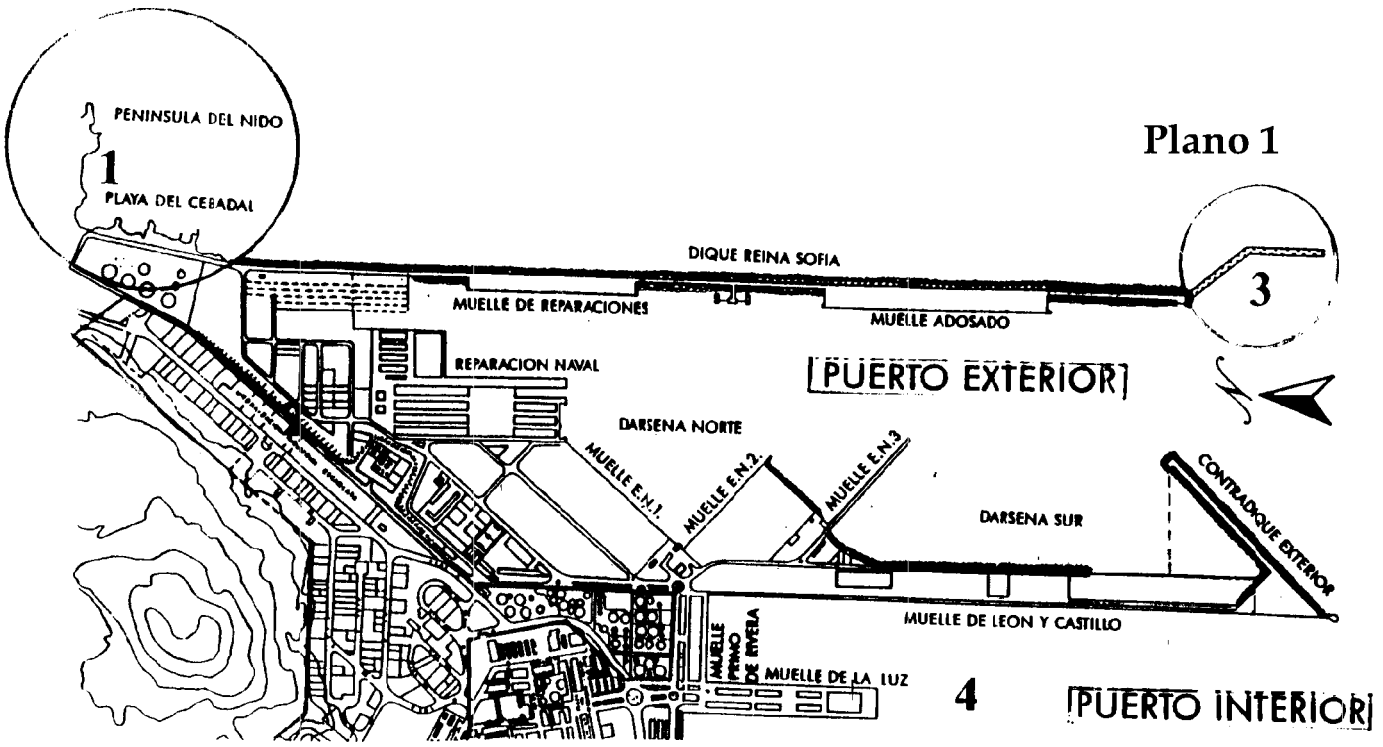 PENINSULA DEL NIDO
Plano 1
1
PLAYA DEL CEBADAL
DIQUE REINA SOFIA
3
MUELLE DE REPARACIONES
MUELLE ADOSADO
REPARACION NAVAL
[PUERTO EXTERIOR]
N
DARSENA NORTE
MUELLE E.N.1.
MUELLE E.N.2.
MUELLE E.N.3
CONTRADIQUE EXTERIOR
DARSENA SUR
MUELLE DE LEON Y CASTILLO
MUELLE
PRIMO
DE RIVERA
MUELLE DE LA LUZ
4
[PUERTO INTERIOR]